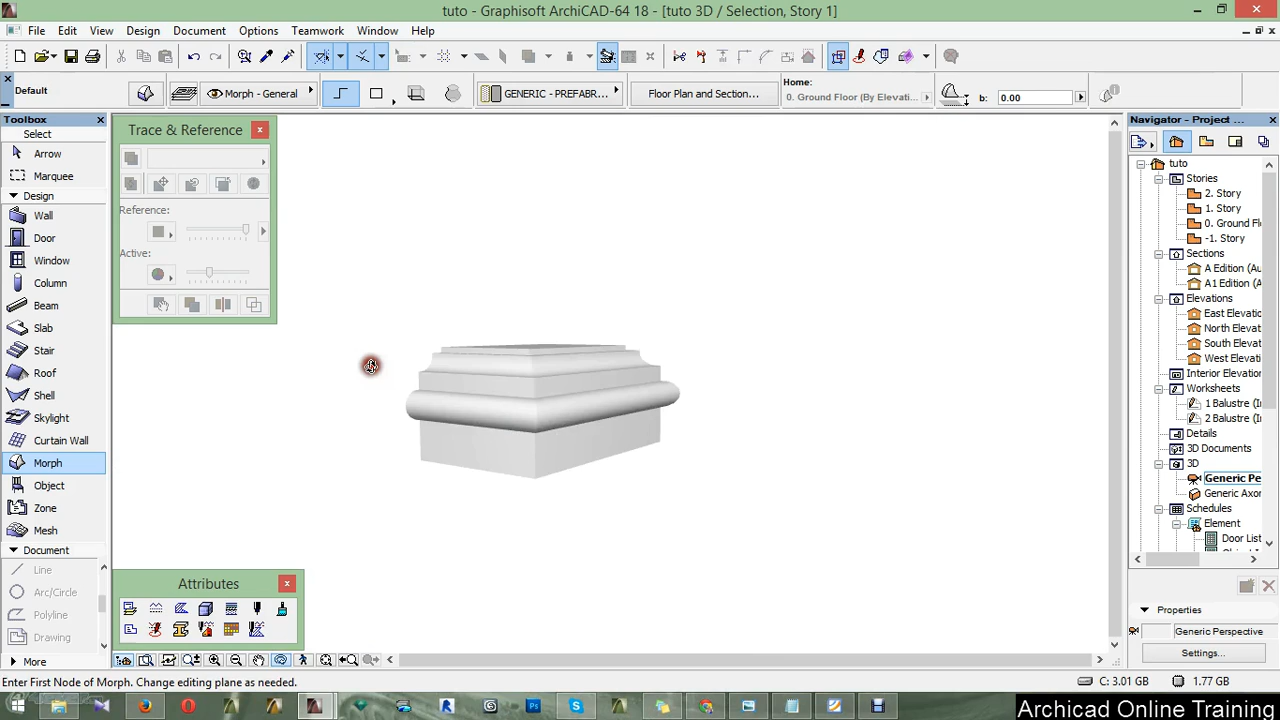 tuto - Graphisoft ArchiCAD-64 18 - [tuto 3D / Selection, Story 1]
File Edit View Design Document Options Teamwork Window Help
Default
Morph - General
GENERIC - PREFABR...
Floor Plan and Section...
Home:
0. Ground Floor (By Elevati...
b: 0.00
Toolbox
Select
Arrow
Marquee
Design
Wall
Door
Window
Column
Beam
Slab
Stair
Roof
Shell
Skylight
Curtain Wall
Morph
Object
Zone
Mesh
Document
Line
Arc/Circle
Polyline
Drawing
More
Trace & Reference
Reference:
Active:
Attributes
Navigator - Project ...
tuto
Stories
2. Story
1. Story
0. Ground Fl
-1. Story
Sections
A Edition (Au
A1 Edition (A
Elevations
East Elevatio
North Elevat
South Elevat
West Elevati
Interior Elevatio
Worksheets
1 Balustre (I
2 Balustre (I
Details
3D Documents
3D
Generic Pe
Generic Axor
Schedules
Element
Door List
Properties
Generic Perspective
Settings...
Enter First Node of Morph. Change editing plane as needed.
C: 3.01 GB
1.77 GB
Archicad Online Training